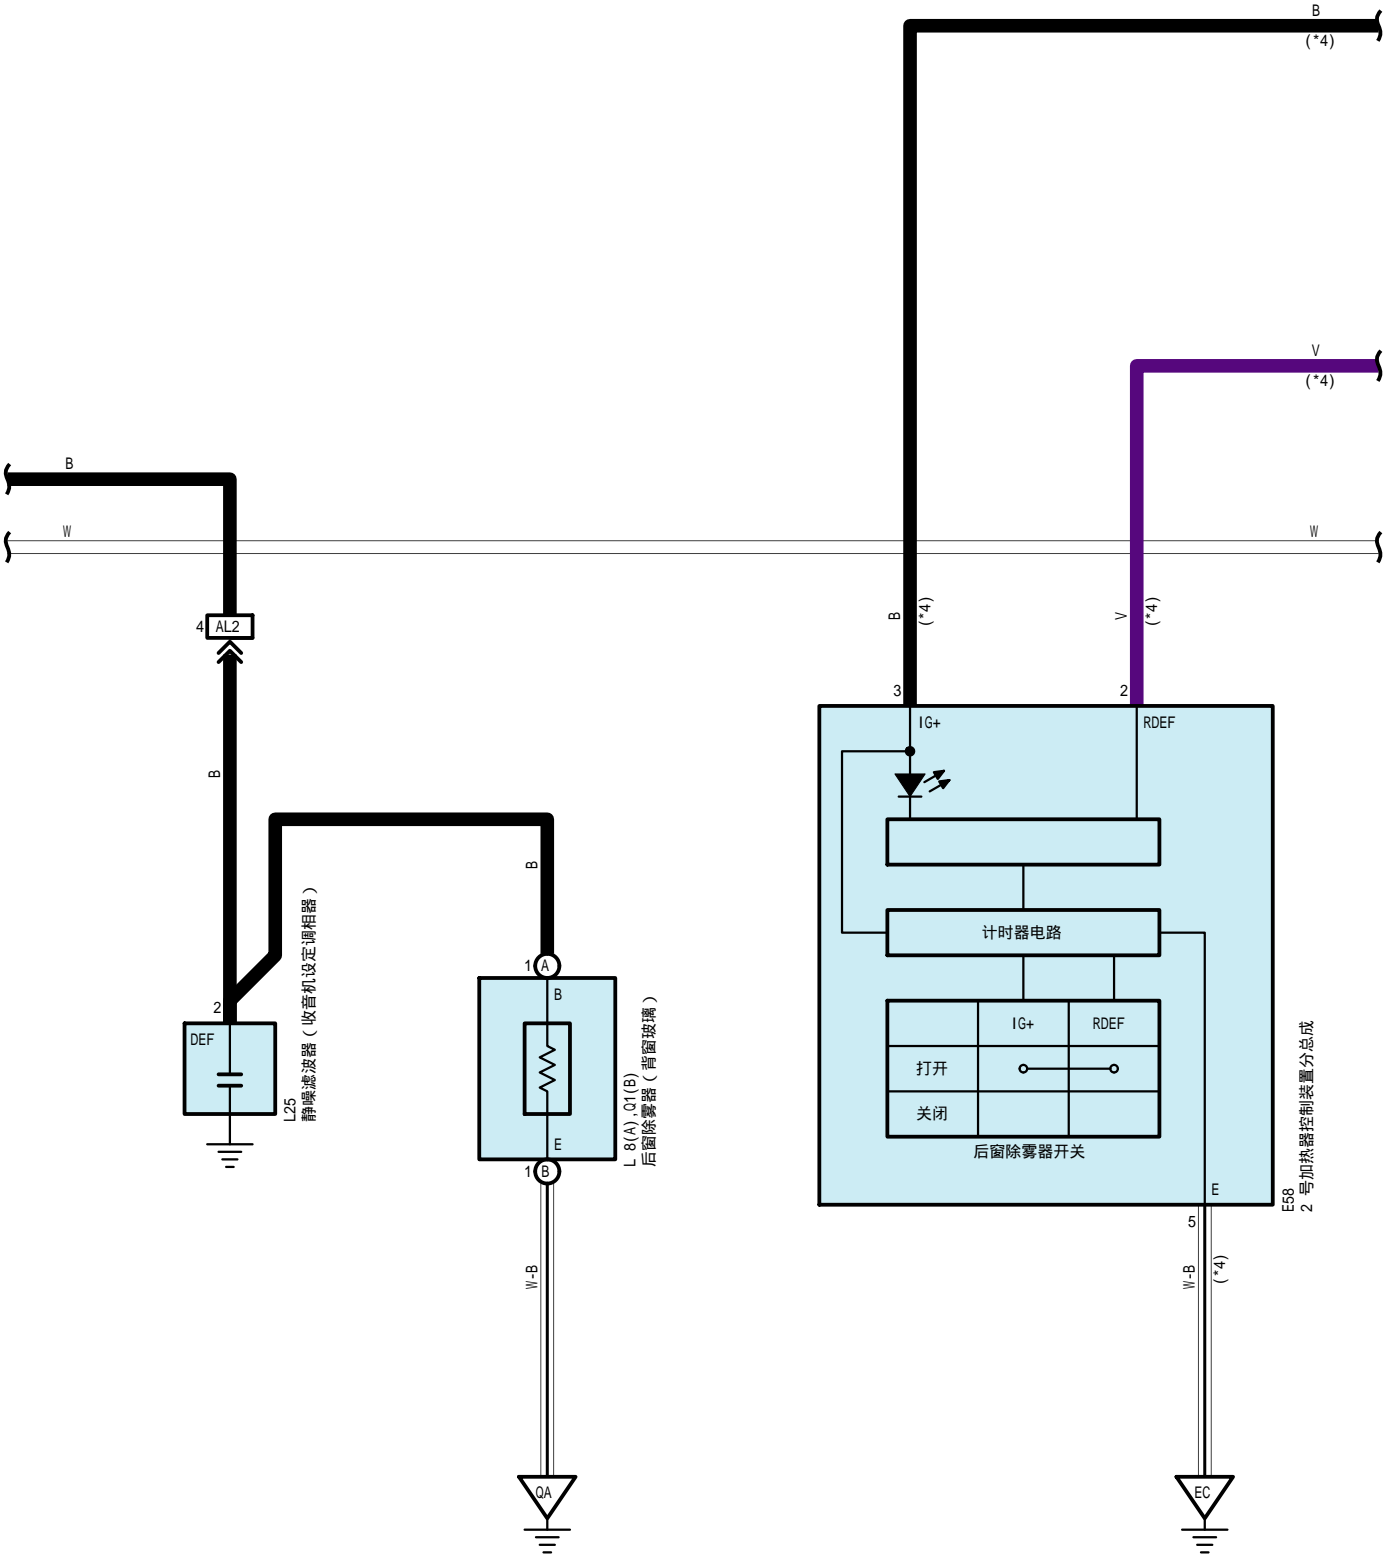 B
(*4)
V
(*4)
B
W
W
B
(*4)
V
(*4)
4
AL2
3
2
IG+
RDEF
B
B
计时器电路
2
DEF
L25
静噪滤波器（收音机设定调相器）
1
A
B
E
1
B
L 8(A),Q1(B)
后窗除雾器（背窗玻璃）
IG+
RDEF
打开
关闭
后窗除雾器开关
E
5
E58
2 号加热器控制装置分总成
W-B
W-B
(*4)
QA
EC